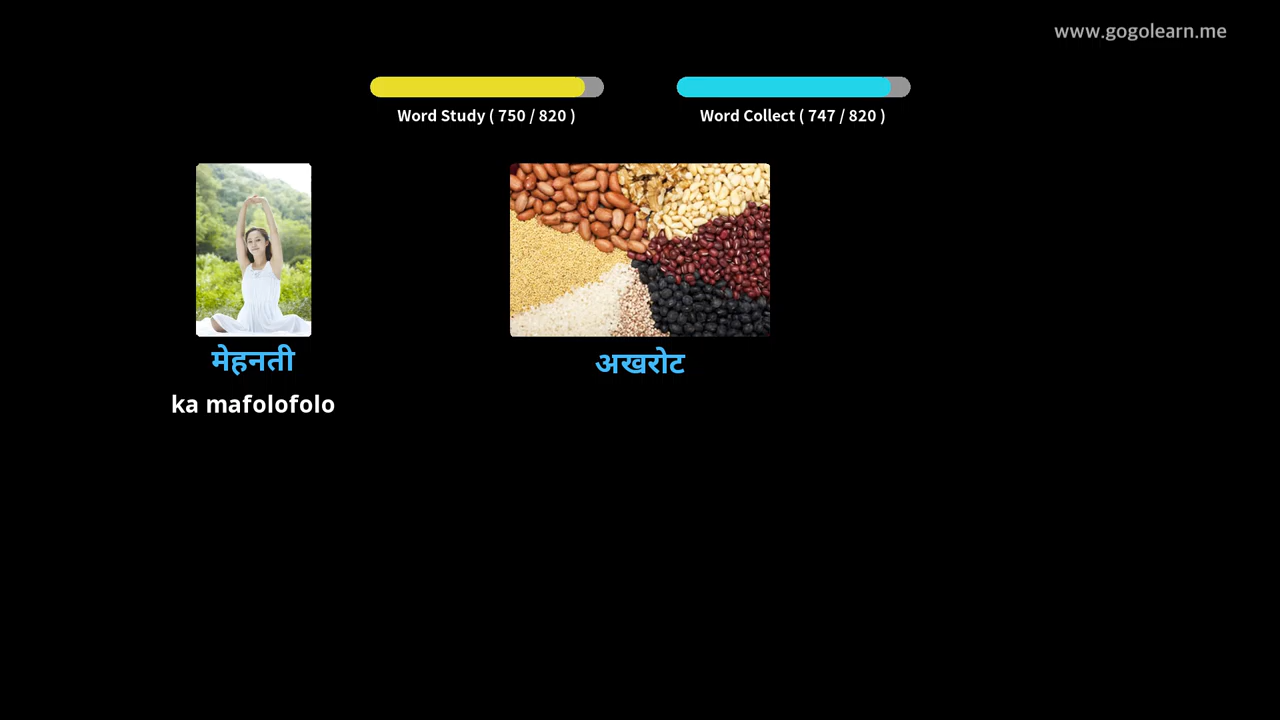 www.gogolearn.me
Word Study ( 750 / 820 )
Word Collect ( 747 / 820 )
मेहनती
ka mafolofolo
अखरोट